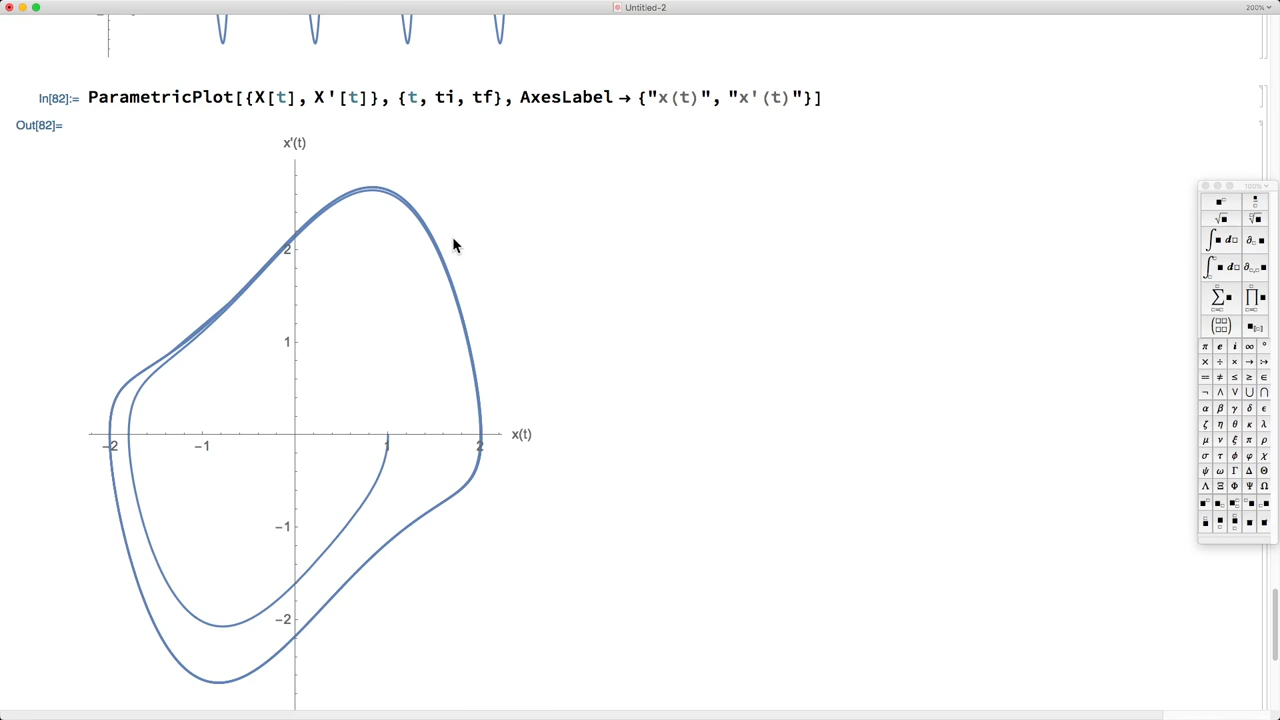 Untitled-2
200%
In[82]:= ParametricPlot[{X[t], X'[t]}, {t, ti, tf}, AxesLabel → {"x(t)", "x'(t)"}]
Out[82]=
x'(t)
2
1
-2 -1 1 2 x(t)
-1
-2
100%
∫ ■ d□ ∂□ ■
∫ ■ d□ ∂□,□ ■
∑ ■ ∏ ■
π e i ∞ °
× ÷ × → :→
== ≠ ≤ ≥ ∈
¬ ∧ ∨ ∪ ∩
α β γ δ ε
ζ η θ κ λ
μ ν ξ π ρ
σ τ φ φ χ
ψ ω Γ Δ Θ
Λ Ξ Φ Ψ Ω